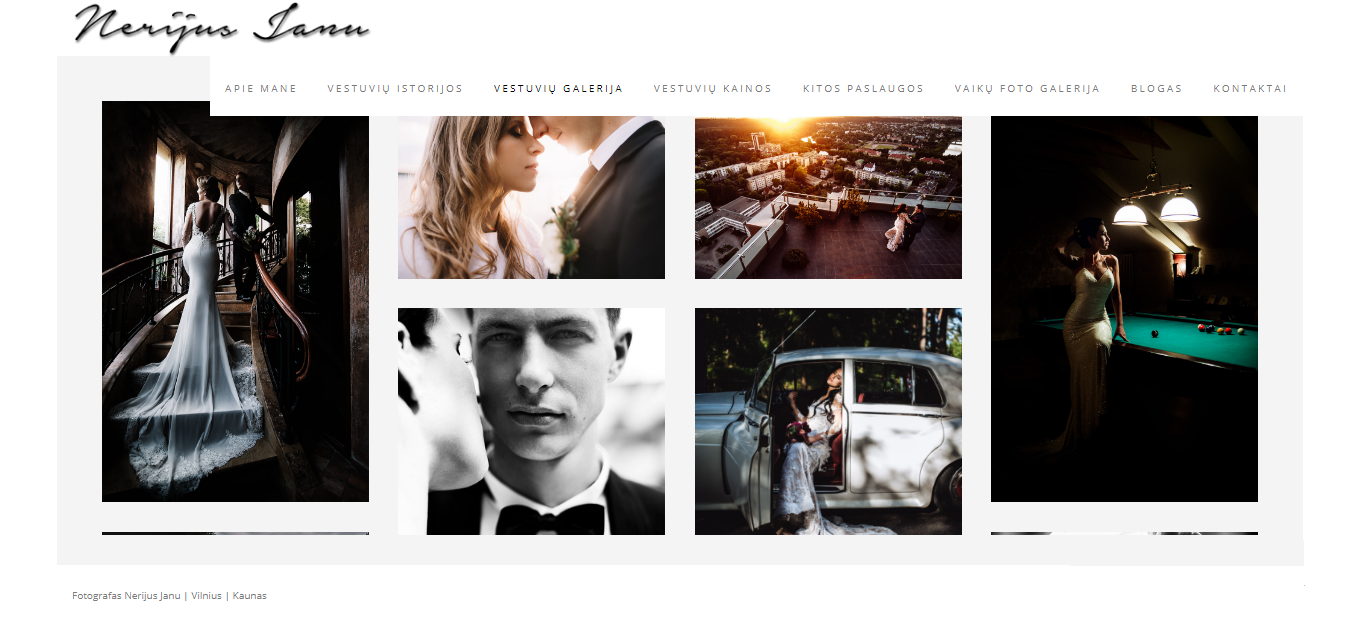 Nerijus Janu
APIE MANE VESTUVIŲ ISTORIJOS VESTUVIŲ GALERIJA VESTUVIŲ KAINOS KITOS PASLAUGOS VAIKŲ FOTO GALERIJA BLOGAS KONTAKTAI
Fotografas Nerijus Janu | Vilnius | Kaunas